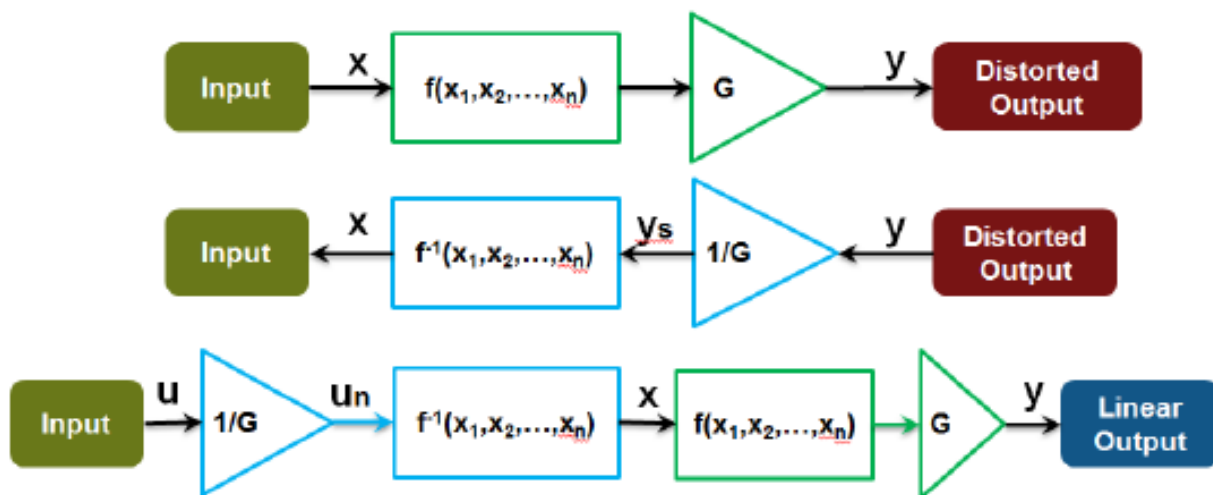 x
y
Input
f(x₁,x₂,...,xₙ)
G
Distorted
Output
x
ys
y
Input
f⁻¹(x₁,x₂,...,xₙ)
1/G
Distorted
Output
u
un
x
y
Input
1/G
f⁻¹(x₁,x₂,...,xₙ)
f(x₁,x₂,...,xₙ)
G
Linear
Output